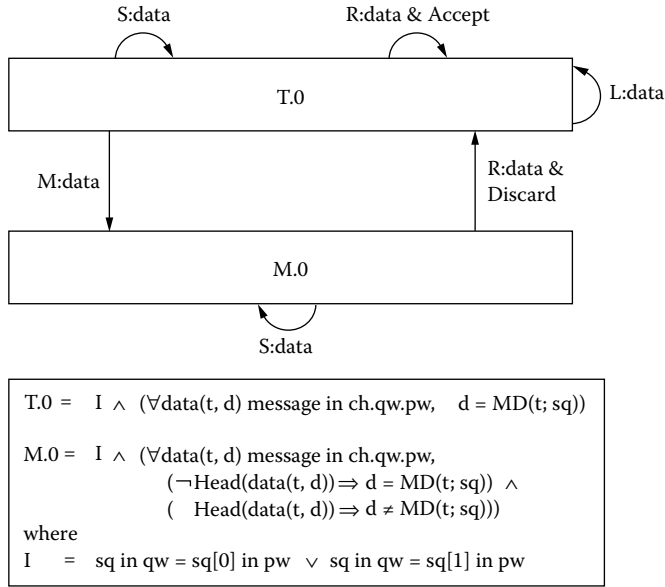 S:data
R:data & Accept
T.0
L:data
M:data
R:data &
Discard
M.0
S:data
T.0 = I ∧ (∀data(t, d) message in ch.qw.pw, d = MD(t; sq))
M.0 = I ∧ (∀data(t, d) message in ch.qw.pw,
(¬Head(data(t, d)) ⇒ d = MD(t; sq)) ∧
( Head(data(t, d)) ⇒ d ≠ MD(t; sq)))
where
I = sq in qw = sq[0] in pw ∨ sq in qw = sq[1] in pw